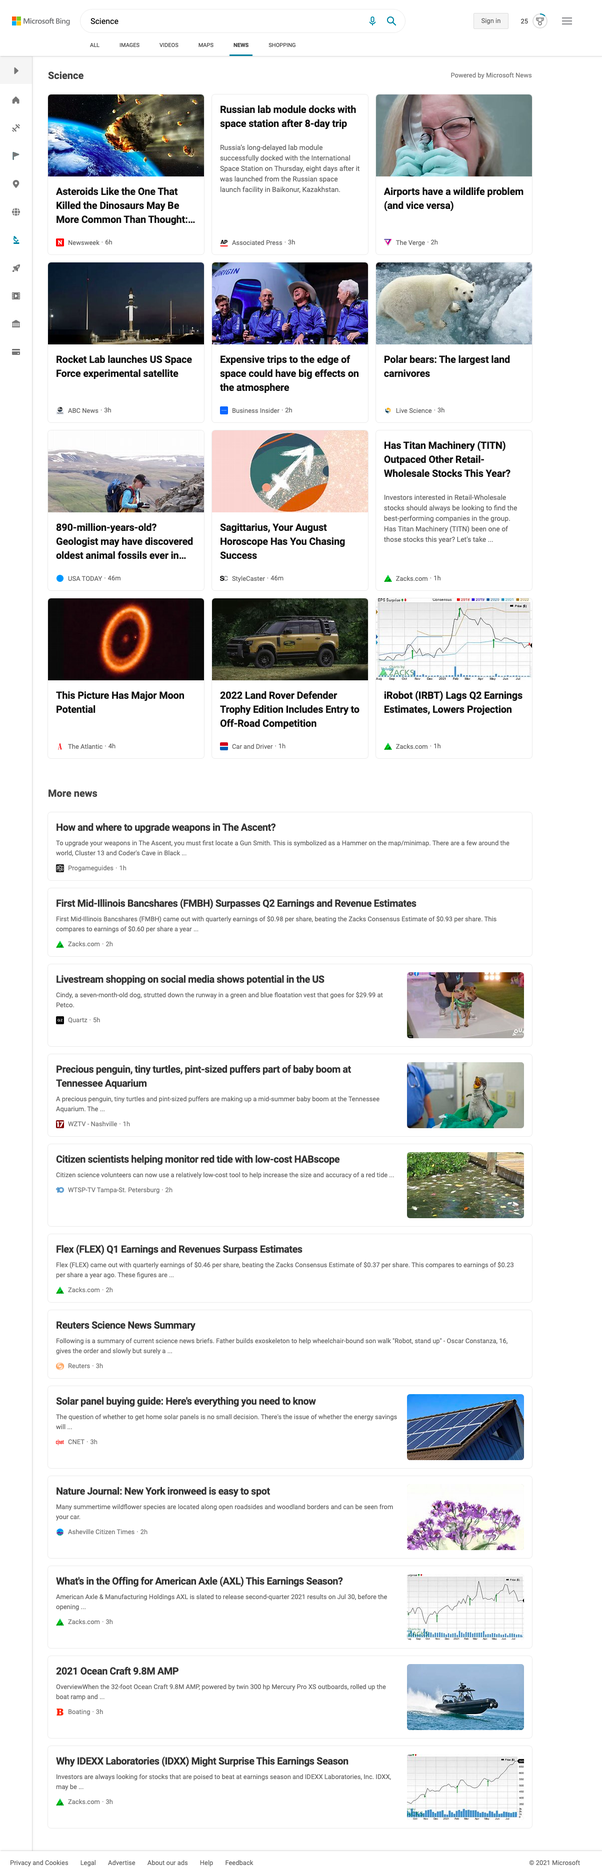 Microsoft Bing
Science
Sign in
25
ALL
IMAGES
VIDEOS
MAPS
NEWS
SHOPPING
Science
Powered by Microsoft News
Asteroids Like the One That
Killed the Dinosaurs May Be
More Common Than Thought:...
Newsweek · 6h
Russian lab module docks with
space station after 8-day trip
Russia's long-delayed lab module
successfully docked with the International
Space Station on Thursday, eight days after it
was launched from the Russian space
launch facility in Baikonur, Kazakhstan.
AP
Associated Press · 3h
Airports have a wildlife problem
(and vice versa)
The Verge · 2h
Rocket Lab launches US Space
Force experimental satellite
ABC News · 3h
Expensive trips to the edge of
space could have big effects on
the atmosphere
Business Insider · 2h
Polar bears: The largest land
carnivores
Live Science · 3h
890-million-years-old?
Geologist may have discovered
oldest animal fossils ever in...
USA TODAY · 46m
Sagittarius, Your August
Horoscope Has You Chasing
Success
SC
StyleCaster · 46m
Has Titan Machinery (TITN)
Outpaced Other Retail-
Wholesale Stocks This Year?
Investors interested in Retail-Wholesale
stocks should always be looking to find the
best-performing companies in the group.
Has Titan Machinery (TITN) been one of
those stocks this year? Let's take ...
Zacks.com · 1h
This Picture Has Major Moon
Potential
The Atlantic · 4h
2022 Land Rover Defender
Trophy Edition Includes Entry to
Off-Road Competition
Car and Driver · 1h
EPS Surprise
Consensus
ZACKS
iRobot (IRBT) Lags Q2 Earnings
Estimates, Lowers Projection
Zacks.com · 1h
More news
How and where to upgrade weapons in The Ascent?
To upgrade your weapons in The Ascent, you must first locate a Gun Smith. This is symbolized as a Hammer on the map/minimap. There are a few around the
world, Cluster 13 and Coder's Cave in Black ...
Progameguides · 1h
First Mid-Illinois Bancshares (FMBH) Surpasses Q2 Earnings and Revenue Estimates
First Mid-Illinois Bancshares (FMBH) came out with quarterly earnings of $0.98 per share, beating the Zacks Consensus Estimate of $0.93 per share. This
compares to earnings of $0.60 per share a year ...
Zacks.com · 2h
Livestream shopping on social media shows potential in the US
Cindy, a seven-month-old dog, strutted down the runway in a green and blue floatation vest that goes for $29.99 at
Petco.
Quartz · 5h
Precious penguin, tiny turtles, pint-sized puffers part of baby boom at
Tennessee Aquarium
A precious penguin, tiny turtles and pint-sized puffers are making up a mid-summer baby boom at the Tennessee
Aquarium. The ...
17
WZTV - Nashville · 1h
Citizen scientists helping monitor red tide with low-cost HABscope
Citizen science volunteers can now use a relatively low-cost tool to help increase the size and accuracy of a red tide ...
10
WTSP-TV Tampa-St. Petersburg · 2h
Flex (FLEX) Q1 Earnings and Revenues Surpass Estimates
Flex (FLEX) came out with quarterly earnings of $0.46 per share, beating the Zacks Consensus Estimate of $0.37 per share. This compares to earnings of $0.23
per share a year ago. These figures are ...
Zacks.com · 2h
Reuters Science News Summary
Following is a summary of current science news briefs. Father builds exoskeleton to help wheelchair-bound son walk "Robot, stand up" - Oscar Constanza, 16,
gives the order and slowly but surely a ...
Reuters · 3h
Solar panel buying guide: Here's everything you need to know
The question of whether to get home solar panels is no small decision. There's the issue of whether the energy savings
will ...
CNET · 3h
Nature Journal: New York ironweed is easy to spot
Many summertime wildflower species are located along open roadsides and woodland borders and can be seen from
your car.
Asheville Citizen Times · 2h
What's in the Offing for American Axle (AXL) This Earnings Season?
American Axle & Manufacturing Holdings AXL is slated to release second-quarter 2021 results on Jul 30, before the
opening ...
Zacks.com · 3h
2021 Ocean Craft 9.8M AMP
OverviewWhen the 32-foot Ocean Craft 9.8M AMP, powered by twin 300 hp Mercury Pro XS outboards, rolled up the
boat ramp and ...
B
Boating · 3h
Why IDEXX Laboratories (IDXX) Might Surprise This Earnings Season
Investors are always looking for stocks that are poised to beat at earnings season and IDEXX Laboratories, Inc. IDXX,
may be ...
Zacks.com · 3h
Privacy and Cookies
Legal
Advertise
About our ads
Help
Feedback
© 2021 Microsoft